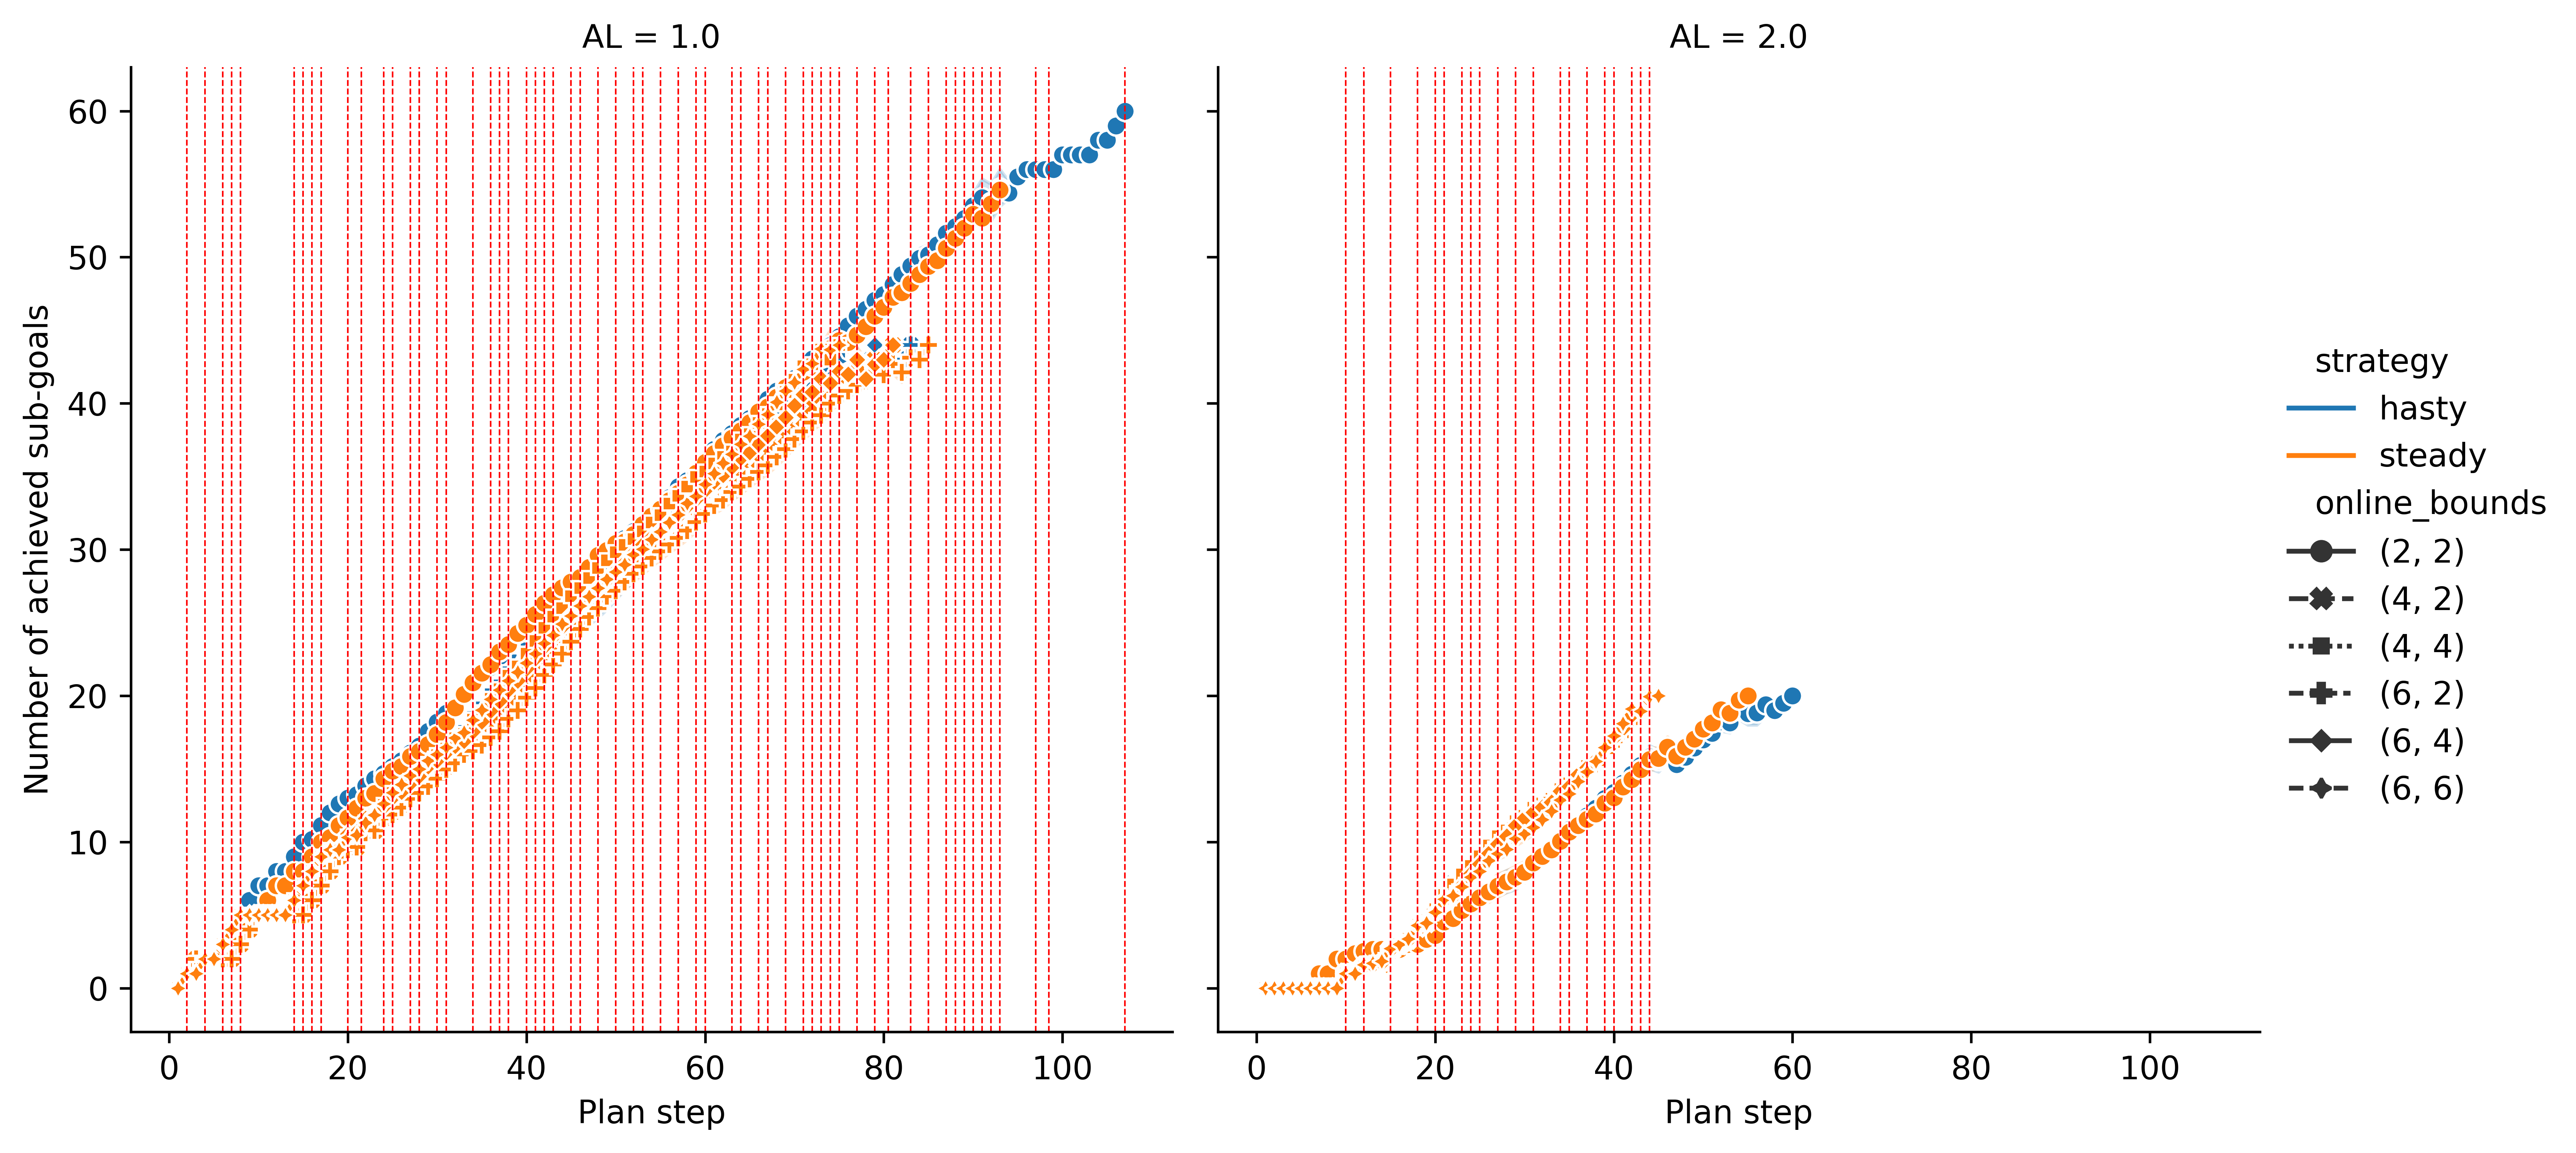 AL = 1.0
AL = 2.0
Number of achieved sub-goals
60
50
40
30
20
10
0
0 20 40 60 80 100
0 20 40 60 80 100
Plan step
Plan step
strategy
hasty
steady
online_bounds
(2, 2)
(4, 2)
(4, 4)
(6, 2)
(6, 4)
(6, 6)